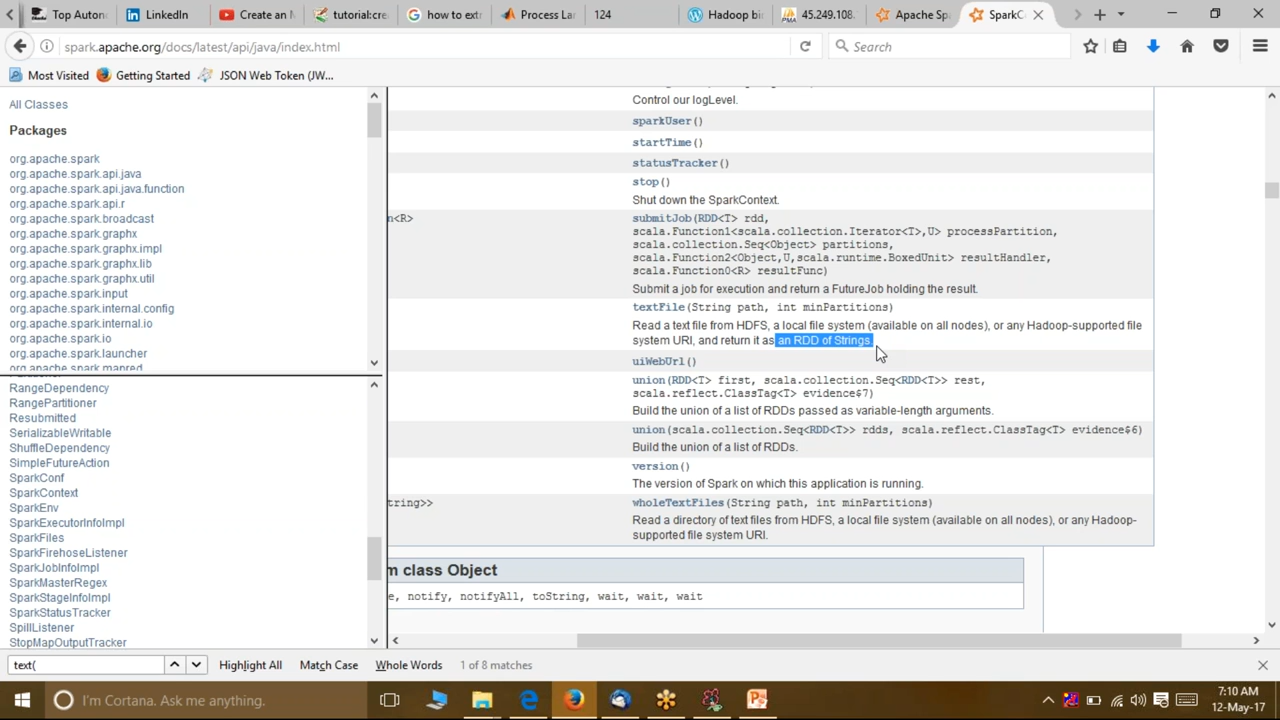 Top Autor
LinkedIn
Create an M
tutorial:cre
how to extr
Process Lar
124
Hadoop bi
45.249.108.
Apache Spa
SparkC
spark.apache.org/docs/latest/api/java/index.html
Search
Most Visited
Getting Started
JSON Web Token (JW...
All Classes
Packages
org.apache.spark
org.apache.spark.api.java
org.apache.spark.api.java.function
org.apache.spark.api.r
org.apache.spark.broadcast
org.apache.spark.graphx
org.apache.spark.graphx.impl
org.apache.spark.graphx.lib
org.apache.spark.graphx.util
org.apache.spark.input
org.apache.spark.internal.config
org.apache.spark.internal.io
org.apache.spark.io
org.apache.spark.launcher
org.apache.spark.mapred
RangeDependency
RangePartitioner
Resubmitted
SerializableWritable
ShuffleDependency
SimpleFutureAction
SparkConf
SparkContext
SparkEnv
SparkExecutorInfoImpl
SparkFiles
SparkFirehoseListener
SparkJobInfoImpl
SparkMasterRegex
SparkStageInfoImpl
SparkStatusTracker
SpillListener
StopMapOutputTracker
Control our logLevel.
sparkUser()
startTime()
statusTracker()
stop()
Shut down the SparkContext.
n<R>
submitJob(RDD<T> rdd,
scala.Function1<scala.collection.Iterator<T>,U> processPartition,
scala.collection.Seq<Object> partitions,
scala.Function2<Object,U,scala.runtime.BoxedUnit> resultHandler,
scala.Function0<R> resultFunc)
Submit a job for execution and return a FutureJob holding the result.
textFile(String path, int minPartitions)
Read a text file from HDFS, a local file system (available on all nodes), or any Hadoop-supported file
system URI, and return it as an RDD of Strings.
uiWebUrl()
union(RDD<T> first, scala.collection.Seq<RDD<T>> rest,
scala.reflect.ClassTag<T> evidence$7)
Build the union of a list of RDDs passed as variable-length arguments.
union(scala.collection.Seq<RDD<T>> rdds, scala.reflect.ClassTag<T> evidence$6)
Build the union of a list of RDDs.
version()
The version of Spark on which this application is running.
tring>>
wholeTextFiles(String path, int minPartitions)
Read a directory of text files from HDFS, a local file system (available on all nodes), or any Hadoop-
supported file system URI.
m class Object
e, notify, notifyAll, toString, wait, wait, wait
text(
Highlight All
Match Case
Whole Words
1 of 8 matches
I'm Cortana. Ask me anything.
7:10 AM
12-May-17